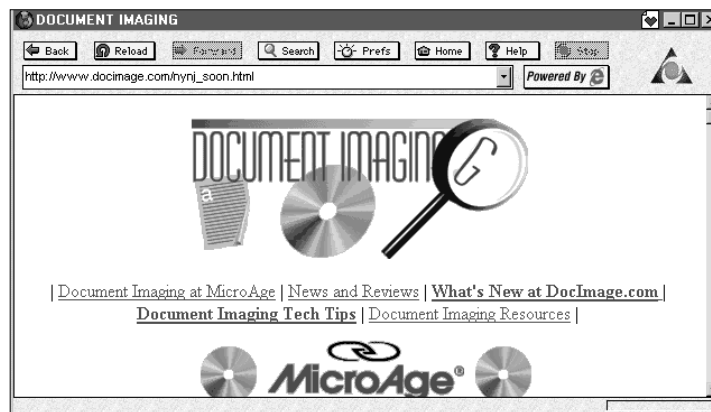 DOCUMENT IMAGING
Back Reload Forward Search Prefs Home Help Stop
http://www.docimage.com/nynj_soon.html
Powered By e
DOCUMENT IMAGING
a
| Document Imaging at MicroAge | News and Reviews | What's New at DocImage.com |
Document Imaging Tech Tips | Document Imaging Resources |
MicroAge®